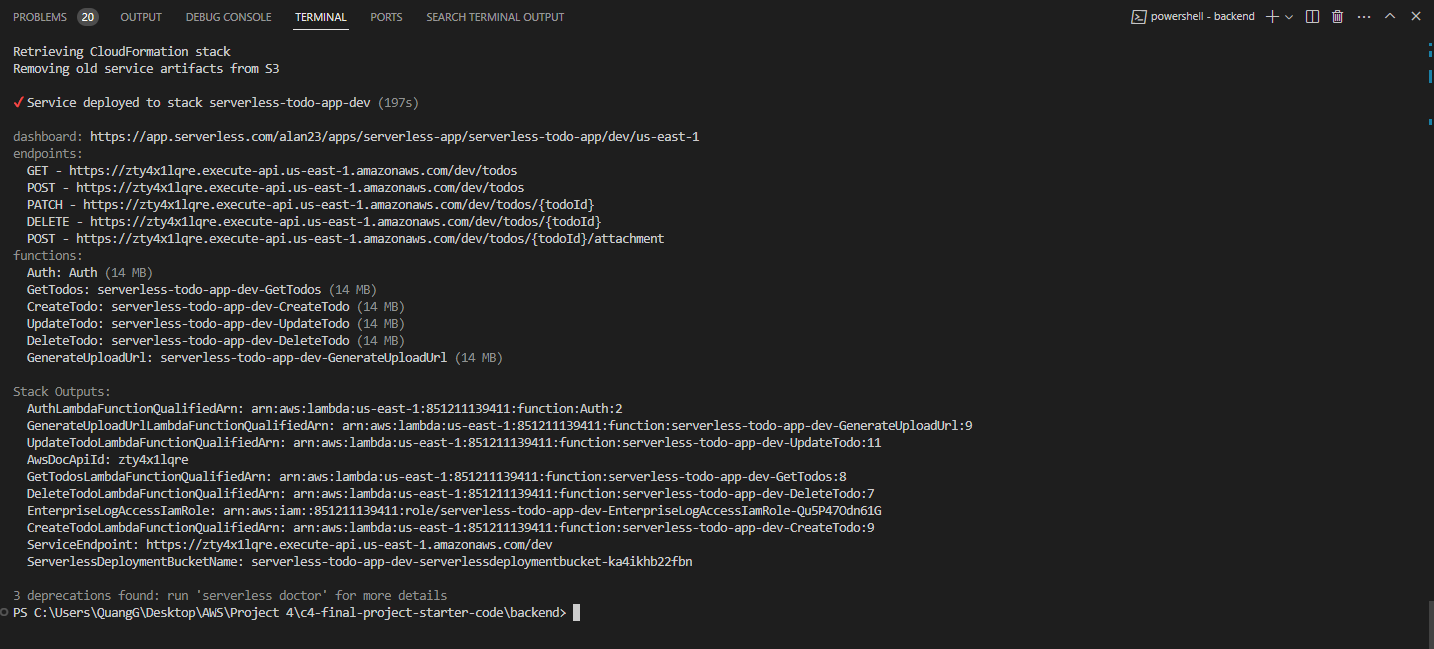 PROBLEMS 20 OUTPUT DEBUG CONSOLE TERMINAL PORTS SEARCH TERMINAL OUTPUT powershell - backend
Retrieving CloudFormation stack
Removing old service artifacts from S3
✔Service deployed to stack serverless-todo-app-dev (197s)
dashboard: https://app.serverless.com/alan23/apps/serverless-app/serverless-todo-app/dev/us-east-1
endpoints:
GET - https://zty4x1lqre.execute-api.us-east-1.amazonaws.com/dev/todos
POST - https://zty4x1lqre.execute-api.us-east-1.amazonaws.com/dev/todos
PATCH - https://zty4x1lqre.execute-api.us-east-1.amazonaws.com/dev/todos/{todoId}
DELETE - https://zty4x1lqre.execute-api.us-east-1.amazonaws.com/dev/todos/{todoId}
POST - https://zty4x1lqre.execute-api.us-east-1.amazonaws.com/dev/todos/{todoId}/attachment
functions:
Auth: Auth (14 MB)
GetTodos: serverless-todo-app-dev-GetTodos (14 MB)
CreateTodo: serverless-todo-app-dev-CreateTodo (14 MB)
UpdateTodo: serverless-todo-app-dev-UpdateTodo (14 MB)
DeleteTodo: serverless-todo-app-dev-DeleteTodo (14 MB)
GenerateUploadUrl: serverless-todo-app-dev-GenerateUploadUrl (14 MB)
Stack Outputs:
AuthLambdaFunctionQualifiedArn: arn:aws:lambda:us-east-1:851211139411:function:Auth:2
GenerateUploadUrlLambdaFunctionQualifiedArn: arn:aws:lambda:us-east-1:851211139411:function:serverless-todo-app-dev-GenerateUploadUrl:9
UpdateTodoLambdaFunctionQualifiedArn: arn:aws:lambda:us-east-1:851211139411:function:serverless-todo-app-dev-UpdateTodo:11
AwsDocApiId: zty4x1lqre
GetTodosLambdaFunctionQualifiedArn: arn:aws:lambda:us-east-1:851211139411:function:serverless-todo-app-dev-GetTodos:8
DeleteTodoLambdaFunctionQualifiedArn: arn:aws:lambda:us-east-1:851211139411:function:serverless-todo-app-dev-DeleteTodo:7
EnterpriseLogAccessIamRole: arn:aws:iam::851211139411:role/serverless-todo-app-dev-EnterpriseLogAccessIamRole-Qu5P47Odn61G
CreateTodoLambdaFunctionQualifiedArn: arn:aws:lambda:us-east-1:851211139411:function:serverless-todo-app-dev-CreateTodo:9
ServiceEndpoint: https://zty4x1lqre.execute-api.us-east-1.amazonaws.com/dev
ServerlessDeploymentBucketName: serverless-todo-app-dev-serverlessdeploymentbucket-ka4ikhb22fbn
3 deprecations found: run 'serverless doctor' for more details
PS C:\Users\QuangG\Desktop\AWS\Project 4\c4-final-project-starter-code\backend>